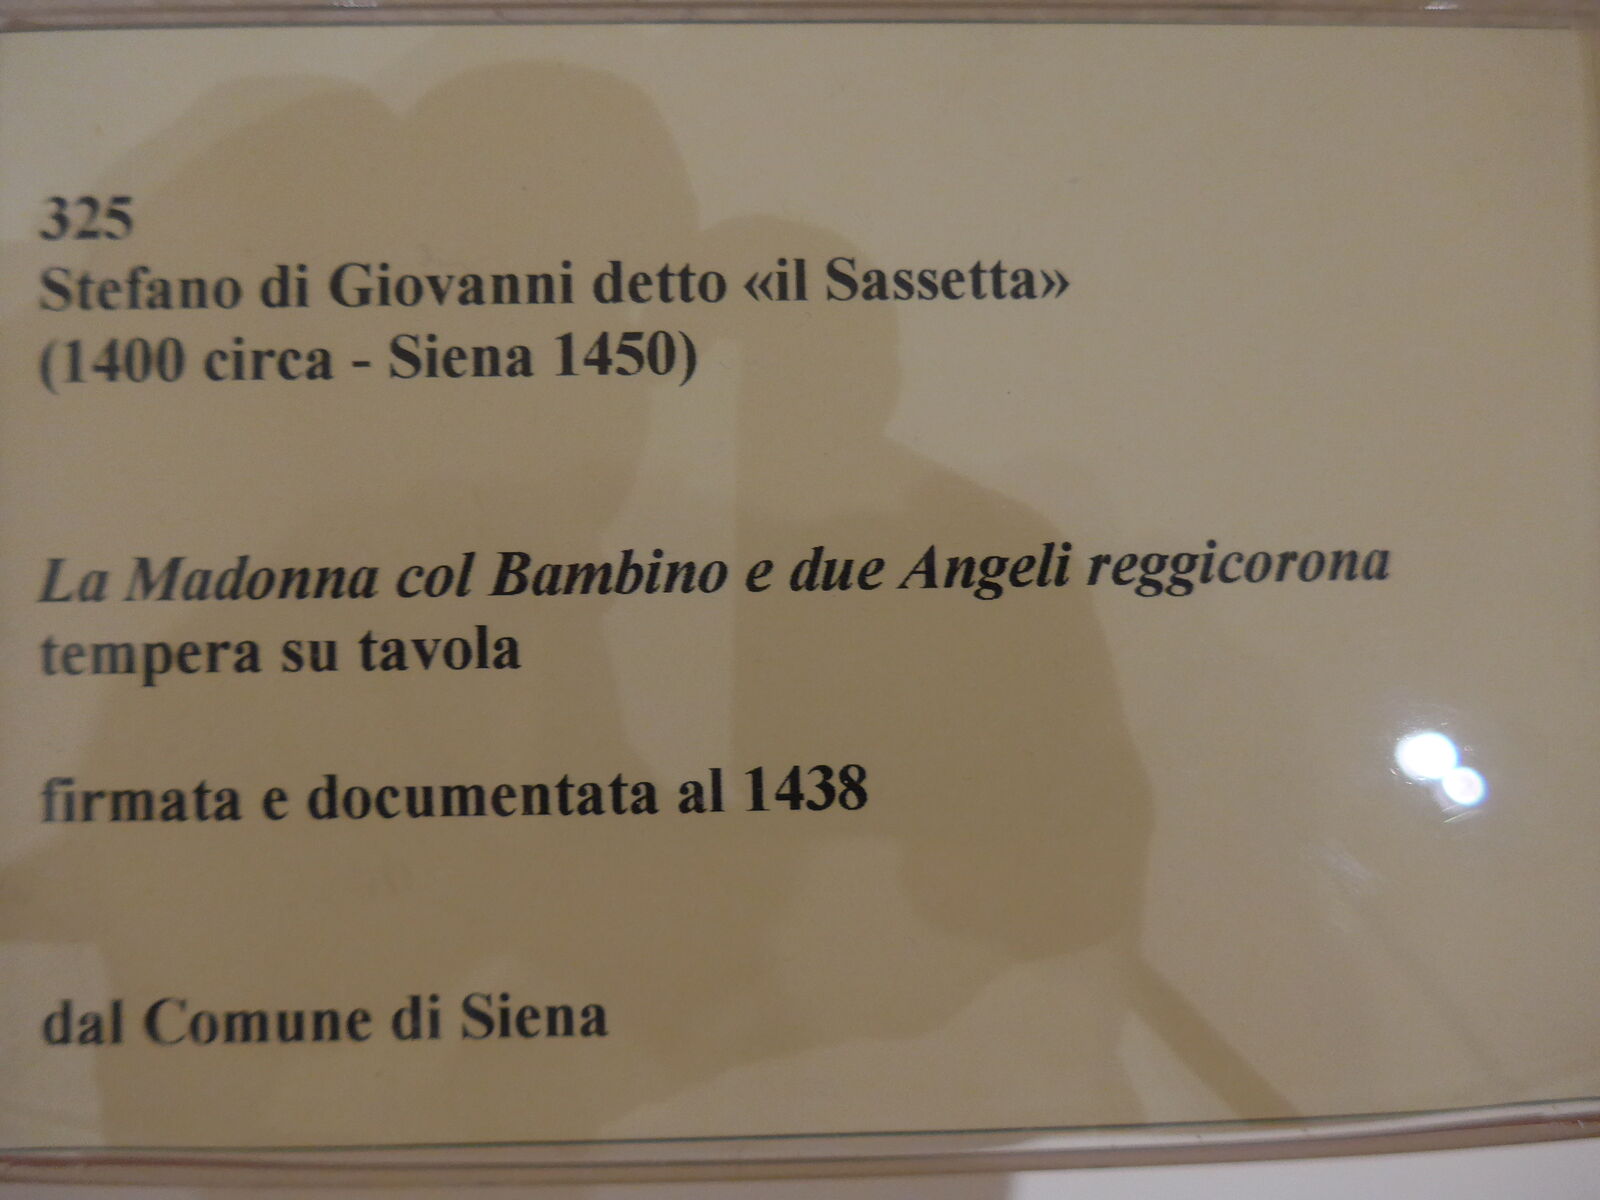 325
Stefano di Giovanni detto «il Sassetta»
(1400 circa - Siena 1450)
La Madonna col Bambino e due Angeli reggicorona
tempera su tavola
firmata e documentata al 1438
dal Comune di Siena